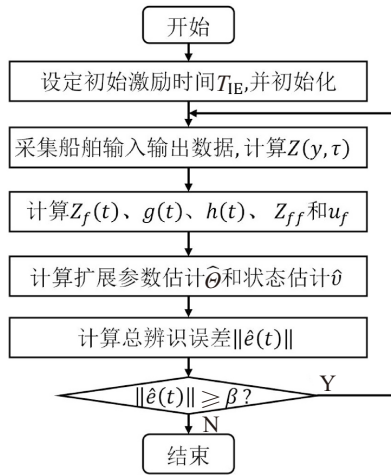 开始
设定初始激励时间T_IE,并初始化
采集船舶输入输出数据,计算Z(y,τ)
计算Z_f(t)、g(t)、h(t)、Z_ff和u_f
计算扩展参数估计Θ̂和状态估计υ̂
计算总辨识误差‖ê(t)‖
‖ê(t)‖⩾β?
Y
N
结束